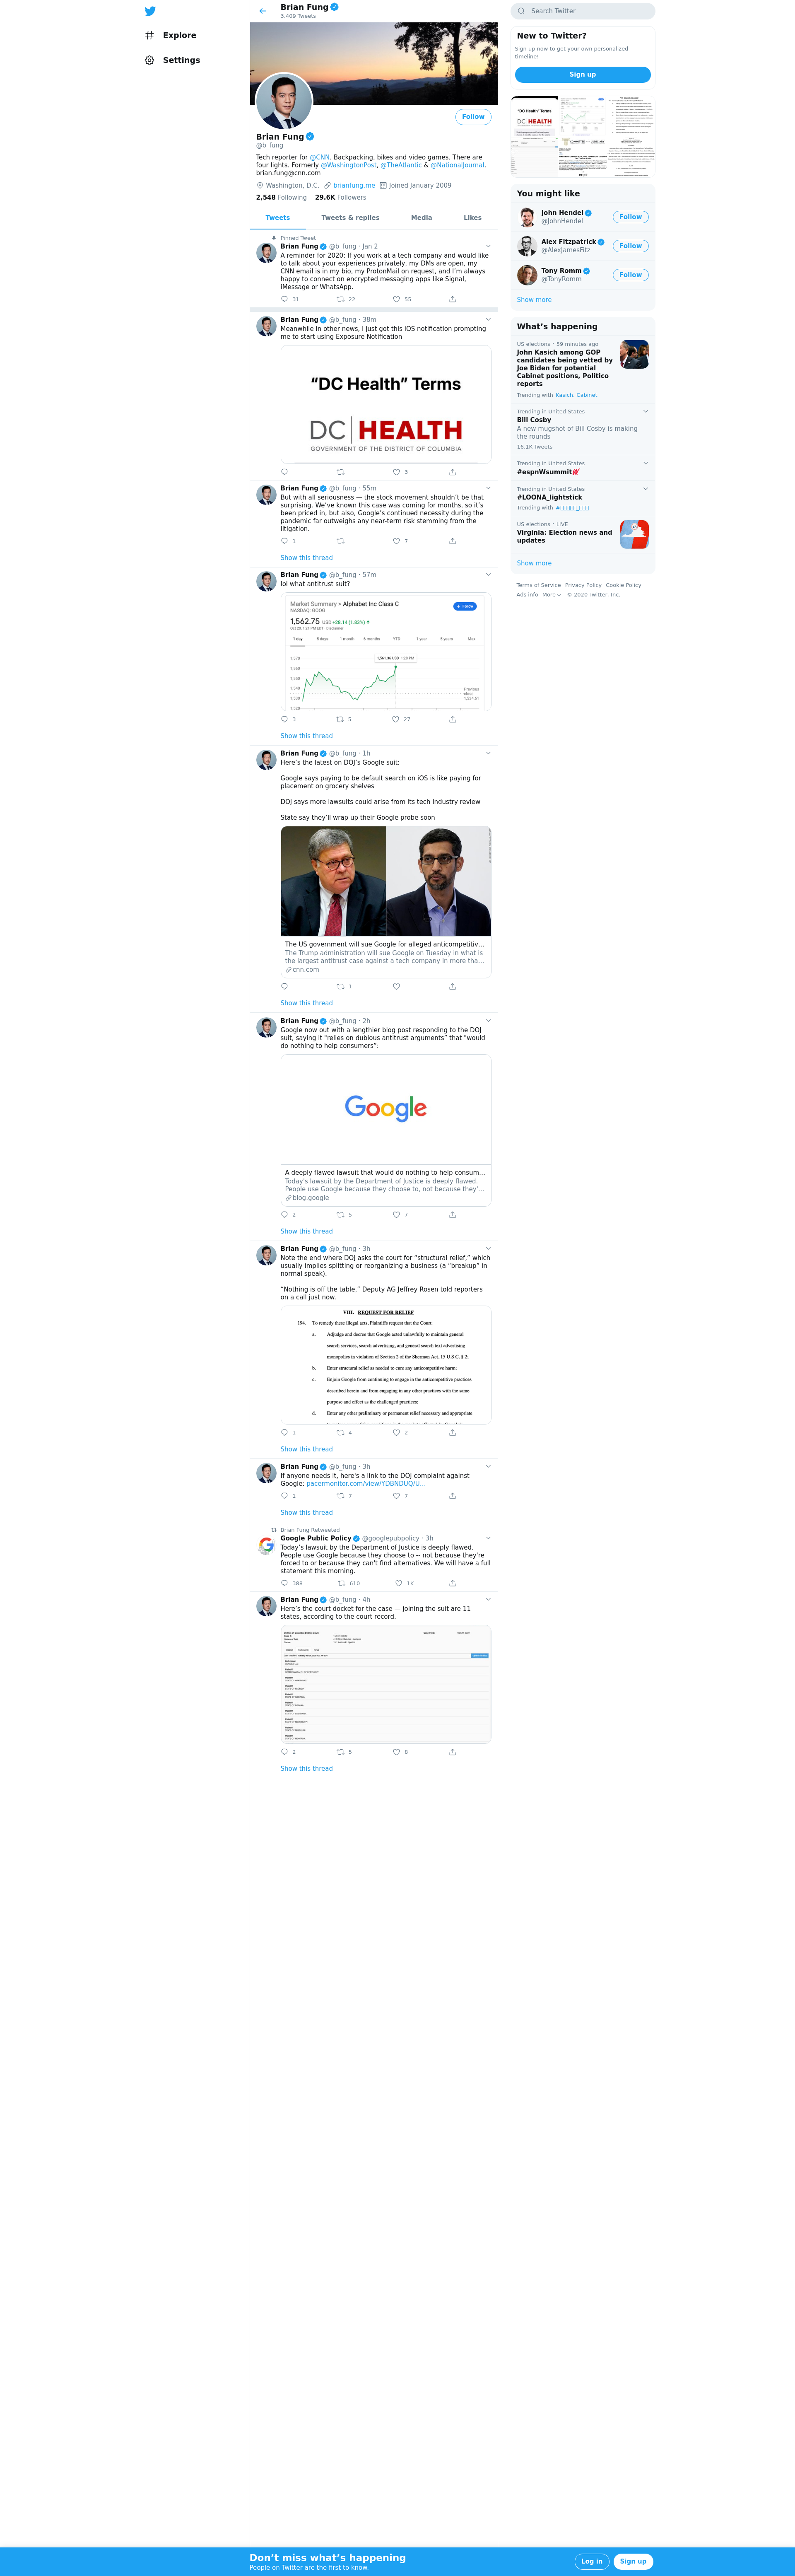 Brian Fung
3,409 Tweets
Explore
Settings
Follow
Brian Fung
@b_fung
Tech reporter for @CNN. Backpacking, bikes and video games. There are
four lights. Formerly @WashingtonPost, @TheAtlantic & @NationalJournal.
brian.fung@cnn.com
Washington, D.C. brianfung.me Joined January 2009
2,548 Following 29.6K Followers
Tweets Tweets & replies Media Likes
Pinned Tweet
Brian Fung @b_fung · Jan 2
A reminder for 2020: If you work at a tech company and would like
to talk about your experiences privately, my DMs are open, my
CNN email is in my bio, my ProtonMail on request, and I'm always
happy to connect on encrypted messaging apps like Signal,
iMessage or WhatsApp.
31 22 55
Brian Fung @b_fung · 38m
Meanwhile in other news, I just got this iOS notification prompting
me to start using Exposure Notification
“DC Health” Terms
DC HEALTH
GOVERNMENT OF THE DISTRICT OF COLUMBIA
3
Brian Fung @b_fung · 55m
But with all seriousness — the stock movement shouldn't be that
surprising. We've known this case was coming for months, so it's
been priced in, but also, Google's continued necessity during the
pandemic far outweighs any near-term risk stemming from the
litigation.
1 7
Show this thread
Brian Fung @b_fung · 57m
lol what antitrust suit?
Market Summary > Alphabet Inc Class C
NASDAQ: GOOG
+ Follow
1,562.75 USD +28.14 (1.83%)
1 day 5 days 1 month 6 months YTD 1 year 5 years Max
Previous
close
3 5 27
Show this thread
Brian Fung @b_fung · 1h
Here's the latest on DOJ's Google suit:
Google says paying to be default search on iOS is like paying for
placement on grocery shelves
DOJ says more lawsuits could arise from its tech industry review
State say they'll wrap up their Google probe soon
The US government will sue Google for alleged anticompetitiv…
The Trump administration will sue Google on Tuesday in what is
the largest antitrust case against a tech company in more tha…
cnn.com
1
Show this thread
Brian Fung @b_fung · 2h
Google now out with a lengthier blog post responding to the DOJ
suit, saying it “relies on dubious antitrust arguments” that “would
do nothing to help consumers”:
Google
A deeply flawed lawsuit that would do nothing to help consum…
Today's lawsuit by the Department of Justice is deeply flawed.
People use Google because they choose to, not because they'…
blog.google
2 5 7
Show this thread
Brian Fung @b_fung · 3h
Note the end where DOJ asks the court for “structural relief,” which
usually implies splitting or reorganizing a business (a “breakup” in
normal speak).
“Nothing is off the table,” Deputy AG Jeffrey Rosen told reporters
on a call just now.
VIII. REQUEST FOR RELIEF
194. To remedy these illegal acts, Plaintiffs request that the Court:
a. Adjudge and decree that Google acted unlawfully to maintain general
search services, search advertising, and general search text advertising
monopolies in violation of Section 2 of the Sherman Act, 15 U.S.C. § 2;
b. Enter structural relief as needed to cure any anticompetitive harm;
c. Enjoin Google from continuing to engage in the anticompetitive practices
described herein and from engaging in any other practices with the same
purpose and effect as the challenged practices;
d. Enter any other preliminary or permanent relief necessary and appropriate
1 4 2
Show this thread
Brian Fung @b_fung · 3h
If anyone needs it, here's a link to the DOJ complaint against
Google: pacermonitor.com/view/YDBNDUQ/U…
1 7 7
Show this thread
Brian Fung Retweeted
Google Public Policy @googlepubpolicy · 3h
Today's lawsuit by the Department of Justice is deeply flawed.
People use Google because they choose to -- not because they're
forced to or because they can't find alternatives. We will have a full
statement this morning.
388 610 1K
Brian Fung @b_fung · 4h
Here's the court docket for the case — joining the suit are 11
states, according to the court record.
2 5 8
Show this thread
Search Twitter
New to Twitter?
Sign up now to get your own personalized
timeline!
Sign up
“DC Health” Terms
DC HEALTH
You might like
John Hendel
@JohnHendel
Follow
Alex Fitzpatrick
@AlexJamesFitz
Follow
Tony Romm
@TonyRomm
Follow
Show more
What's happening
US elections · 59 minutes ago
John Kasich among GOP
candidates being vetted by
Joe Biden for potential
Cabinet positions, Politico
reports
Trending with Kasich, Cabinet
Trending in United States
Bill Cosby
A new mugshot of Bill Cosby is making
the rounds
16.1K Tweets
Trending in United States
#espnWsummit
Trending in United States
#LOONA_lightstick
Trending with
US elections · LIVE
Virginia: Election news and
updates
Show more
Terms of Service Privacy Policy Cookie Policy
Ads info More © 2020 Twitter, Inc.
Don't miss what's happening
People on Twitter are the first to know.
Log in Sign up